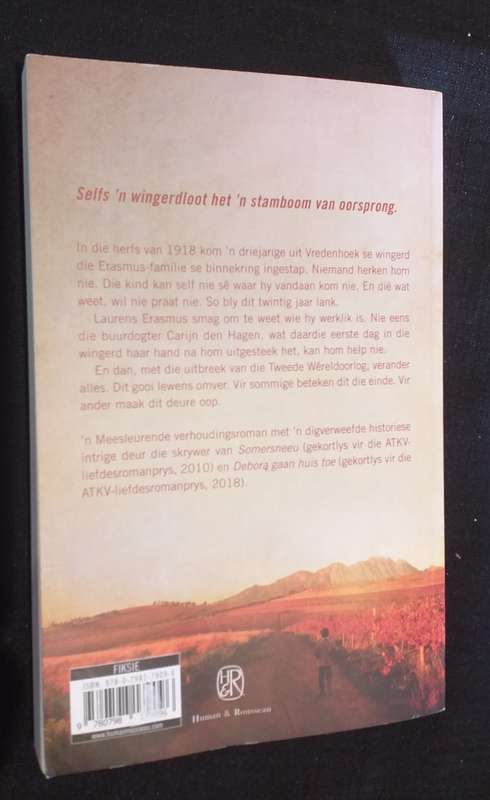 Selfs 'n wingerdloot het 'n stamboom van oorsprong.
In die herfs van 1918 kom 'n driejarige uit Vredenhoek se wingerd
die Erasmus-familie se binnekring ingestap. Niemand herken hom
nie. Die kind kan self nie sê waar hy vandaan kom nie. En dié wat
weet, wil nie praat nie. So bly dit twintig jaar lank.
Laurens Erasmus smag om te weet wie hy werklik is. Nie eens
die buurdogter Carijn den Hagen, wat daardie eerste dag in die
wingerd haar hand na hom uitgesteek het, kan hom help nie.
En dan, met die uitbreek van die Tweede Wêreldoorlog, verander
alles. Dit gooi lewens omver. Vir sommige beteken dit die einde. Vir
ander maak dit deure oop.
'n Meesleurende verhoudingsroman met 'n digverweefde historiese
intrige deur die skrywer van Somersneeu (gekortlys vir die ATKV-
liefdesromanprys, 2010) en Debora gaan huis toe (gekortlys vir die
ATKV-liefdesromanprys, 2018).
FIKSIE
H&R
Human & Rousseau
www.humanrousseau.com